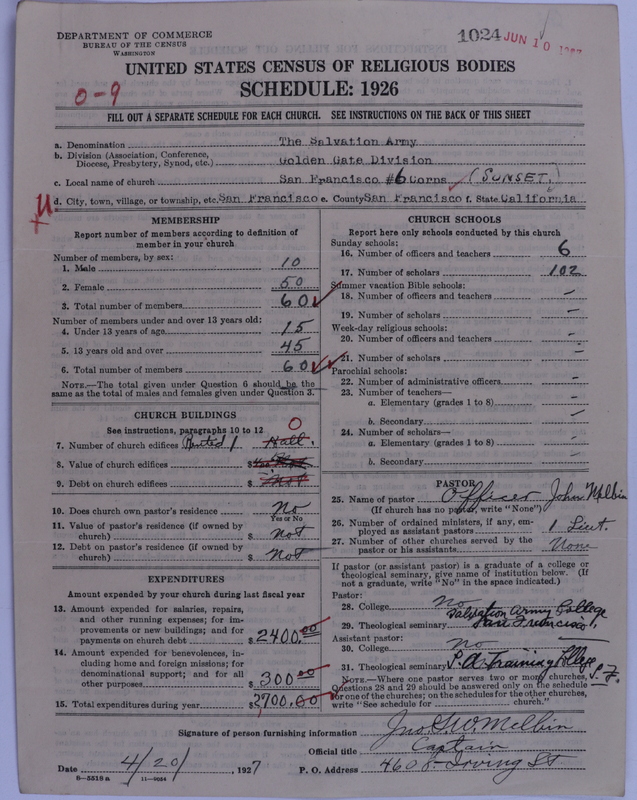 DEPARTMENT OF COMMERCE
BUREAU OF THE CENSUS
WASHINGTON
1024 JUN 10
UNITED STATES CENSUS OF RELIGIOUS BODIES
SCHEDULE: 1926
0-9
FILL OUT A SEPARATE SCHEDULE FOR EACH CHURCH. SEE INSTRUCTIONS ON THE BACK OF THIS SHEET
a. Denomination The Salvation Army
b. Division (Association, Conference, Diocese, Presbytery, Synod, etc.) Golden Gate Division
c. Local name of church San Francisco #6 Corps (SUNSET.)
d. City, town, village, or township, etc. San Francisco e. County San Francisco f. State California
MEMBERSHIP
Report number of members according to definition of
member in your church
Number of members, by sex:
1. Male 10
2. Female 50
3. Total number of members 60
Number of members under and over 13 years old:
4. Under 13 years of age 15
5. 13 years old and over 45
6. Total number of members 60
NOTE.—The total given under Question 6 should be the
same as the total of males and females given under Question 3.
CHURCH BUILDINGS
See instructions, paragraphs 10 to 12
0
7. Number of church edifices Rented 1 Hall.
8. Value of church edifices $
9. Debt on church edifices $
10. Does church own pastor's residence? No
Yes or No
11. Value of pastor's residence (if owned by
church) $ not
12. Debt on pastor's residence (if owned by
church) $ not
EXPENDITURES
Amount expended by your church during last fiscal year
13. Amount expended for salaries, repairs,
and other running expenses; for im-
provements or new buildings; and for
payments on church debt $ 2400.00
14. Amount expended for benevolences, in-
cluding home and foreign missions; for
denominational support; and for all
other purposes $ 300.00
15. Total expenditures during year $ 2700.00
CHURCH SCHOOLS
Report here only schools conducted by this church
Sunday schools:
16. Number of officers and teachers 6
17. Number of scholars 102
Summer vacation Bible schools:
18. Number of officers and teachers —
19. Number of scholars —
Week-day religious schools:
20. Number of officers and teachers —
21. Number of scholars —
Parochial schools:
22. Number of administrative officers —
23. Number of teachers—
a. Elementary (grades 1 to 8) —
b. Secondary —
24. Number of scholars—
a. Elementary (grades 1 to 8) —
b. Secondary —
PASTOR
25. Name of pastor Officer John Melbin
(If church has no pastor, write "None")
26. Number of ordained ministers, if any, em-
ployed as assistant pastors 1 Lieut.
27. Number of other churches served by the
pastor or his assistants None
If pastor (or assistant pastor) is a graduate of a college or
theological seminary, give name of institution below. (If
not a graduate, write "No" in the space indicated.)
Pastor:
28. College No
Salvation Army College
29. Theological seminary San Francisco
Assistant pastor:
30. College No
31. Theological seminary S. A. Training College S.F.
NOTE.—Where one pastor serves two or more churches,
Questions 28 and 29 should be answered only on the schedule
for one of the churches; on the schedules for the other churches,
write "See schedule for church."
Signature of person furnishing information Jno. G. W. Melbin
Official title Captain
Date 4/20/, 1927 P. O. Address 4608 Irving St
8—5518a 11—9034